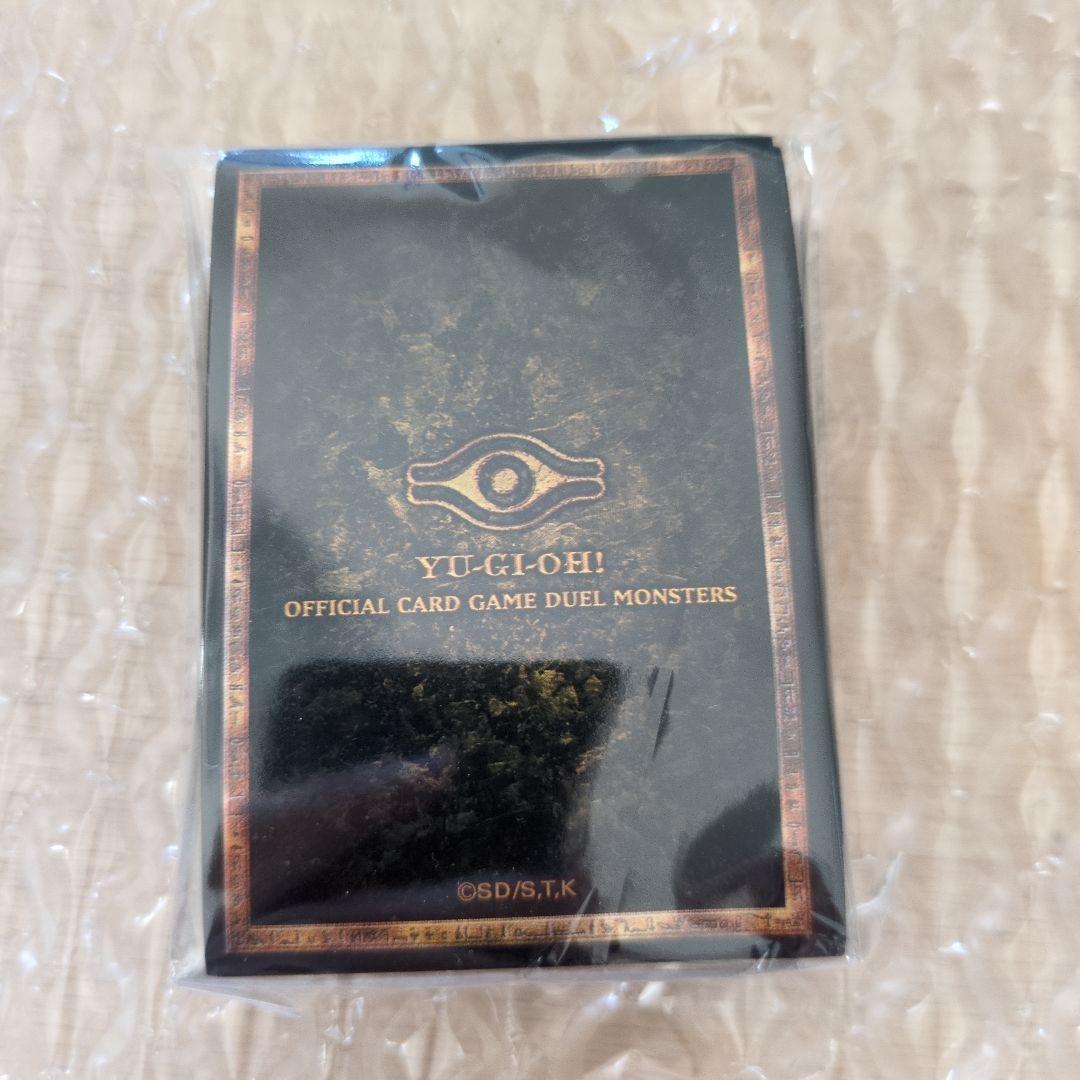 YU-GI-OH!
OFFICIAL CARD GAME DUEL MONSTERS
©SD/S,T,K